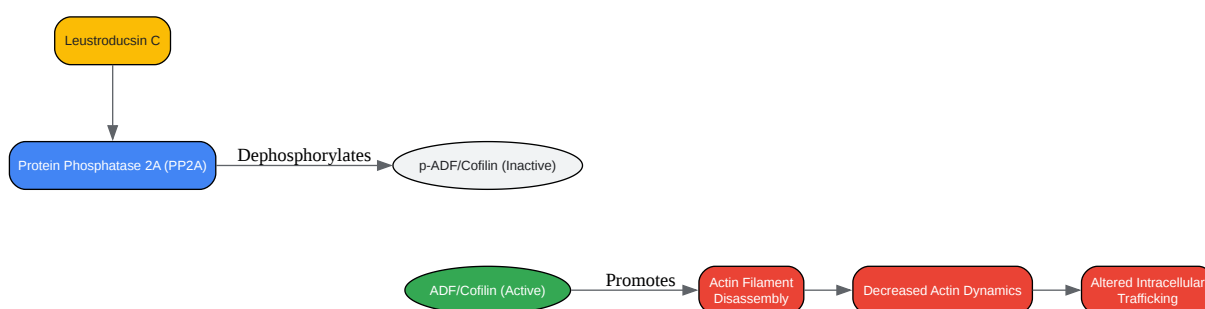 Leustroducsin C
Protein Phosphatase 2A (PP2A)
Dephosphorylates
p-ADF/Cofilin (Inactive)
ADF/Cofilin (Active)
Promotes
Actin Filament
Disassembly
Decreased Actin Dynamics
Altered Intracellular
Trafficking